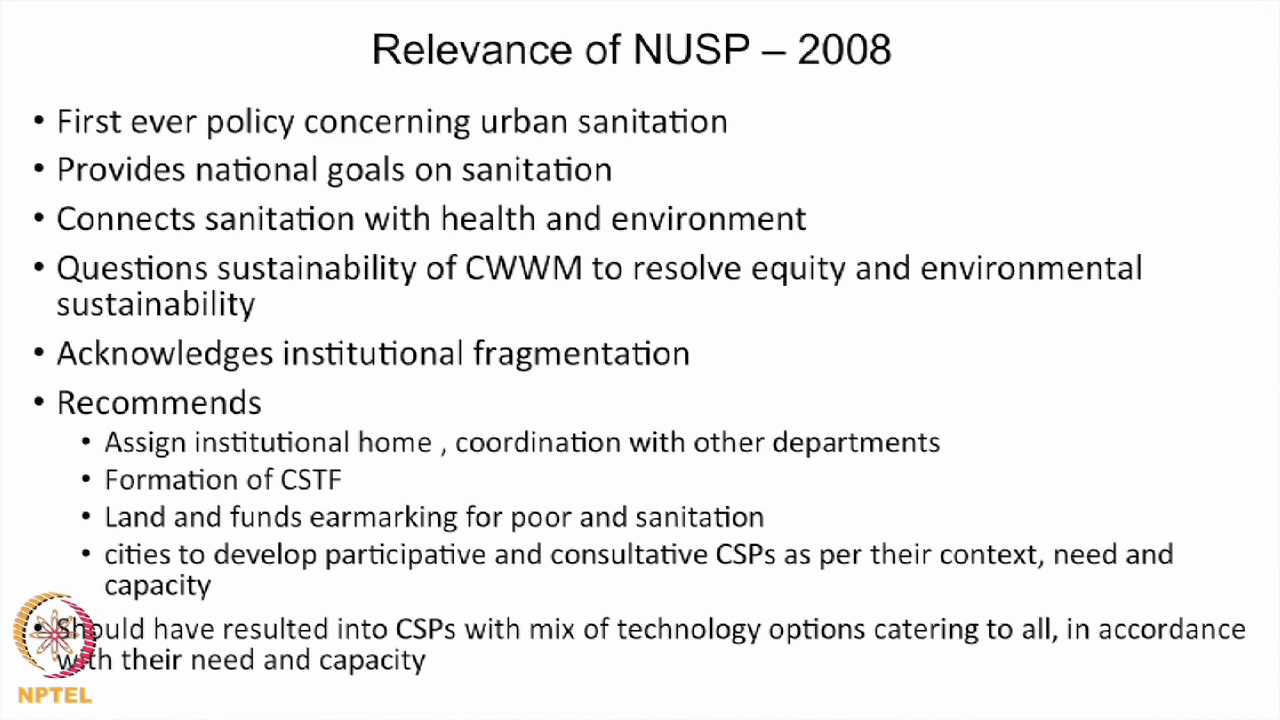 Relevance of NUSP – 2008
• First ever policy concerning urban sanitation
• Provides national goals on sanitation
• Connects sanitation with health and environment
• Questions sustainability of CWWM to resolve equity and environmental
sustainability
• Acknowledges institutional fragmentation
• Recommends
• Assign institutional home , coordination with other departments
• Formation of CSTF
• Land and funds earmarking for poor and sanitation
• cities to develop participative and consultative CSPs as per their context, need and
capacity
• Should have resulted into CSPs with mix of technology options catering to all, in accordance
with their need and capacity
NPTEL